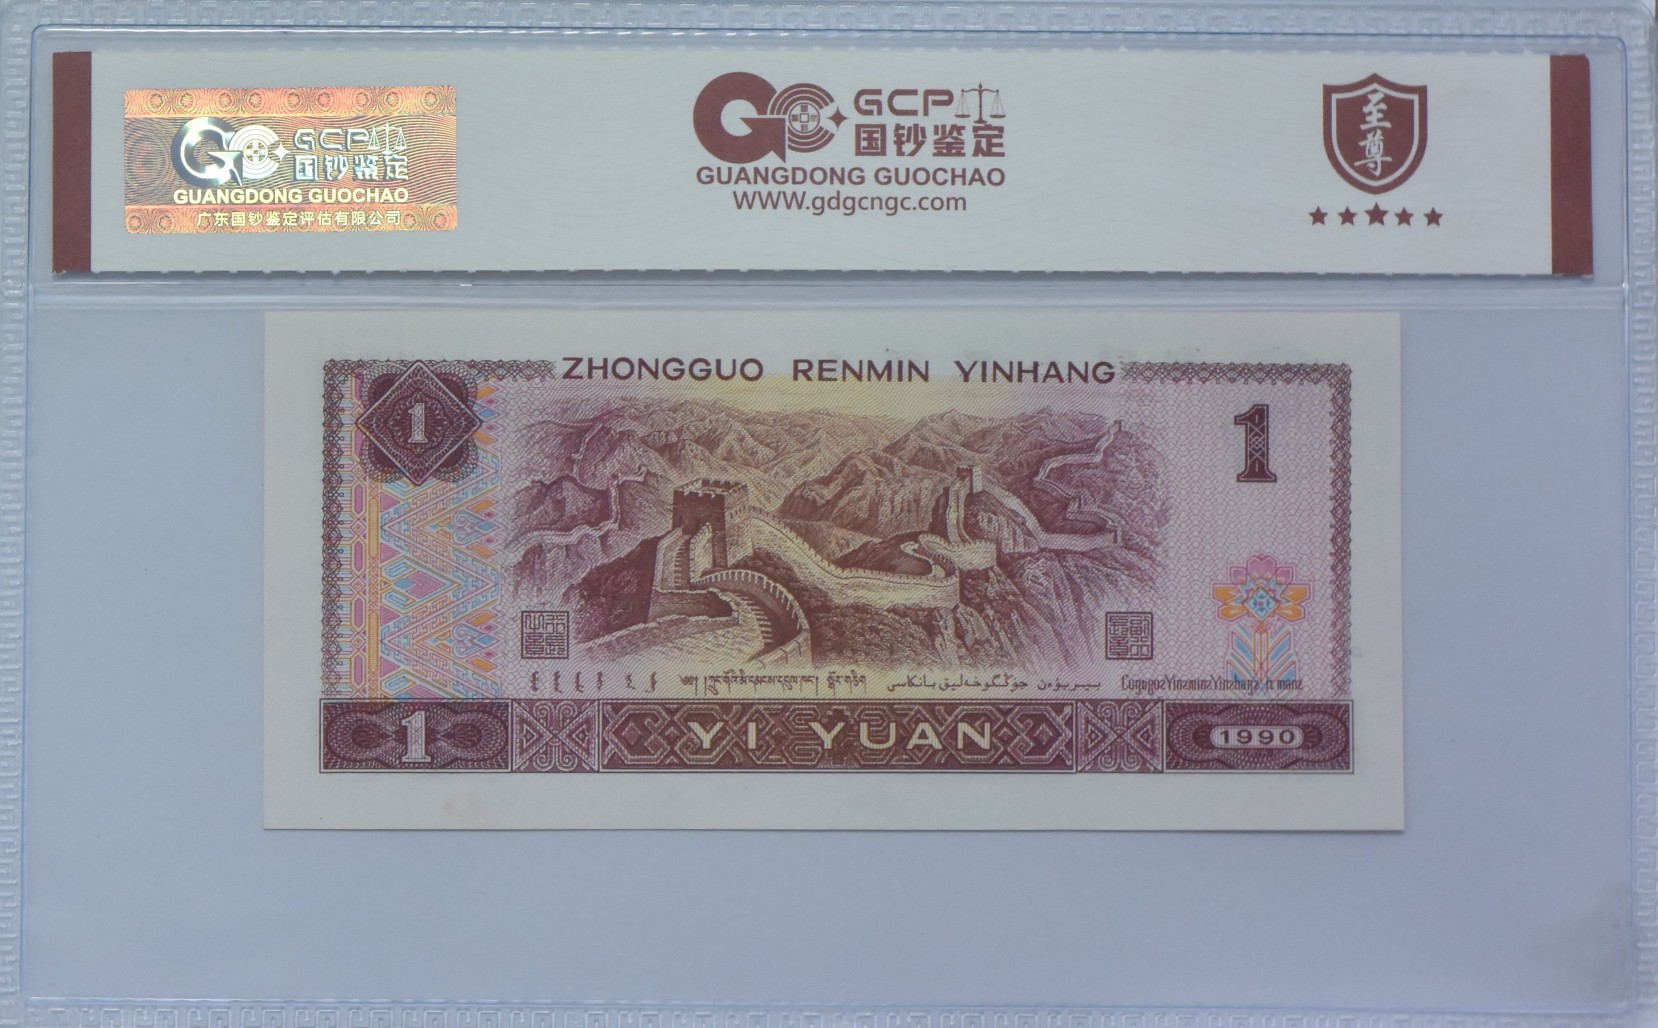 GCP
国钞鉴定
GUANGDONG GUOCHAO
广东国钞鉴定评估有限公司
GCP
国钞鉴定
GUANGDONG GUOCHAO
WWW.gdgcngc.com
至尊
ZHONGGUO RENMIN YINHANG
1
1
1 YI YUAN 1990